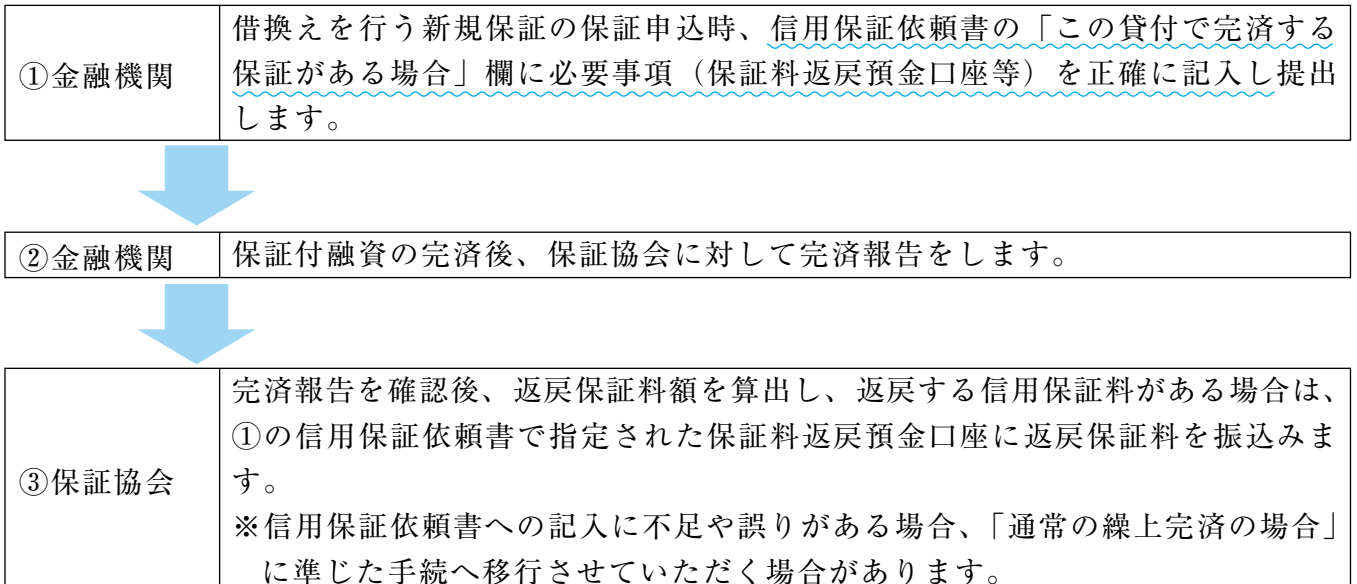 借換えを行う新規保証の保証申込時、信用保証依頼書の「この貸付で完済する
①金融機関
保証がある場合」欄に必要事項（保証料返戻預金口座等）を正確に記入し提出
します。
②金融機関
保証付融資の完済後、保証協会に対して完済報告をします。
完済報告を確認後、返戻保証料額を算出し、返戻する信用保証料がある場合は、
①の信用保証依頼書で指定された保証料返戻預金口座に返戻保証料を振込みま
③保証協会
す。
※信用保証依頼書への記入に不足や誤りがある場合、「通常の繰上完済の場合」
に準じた手続へ移行させていただく場合があります。